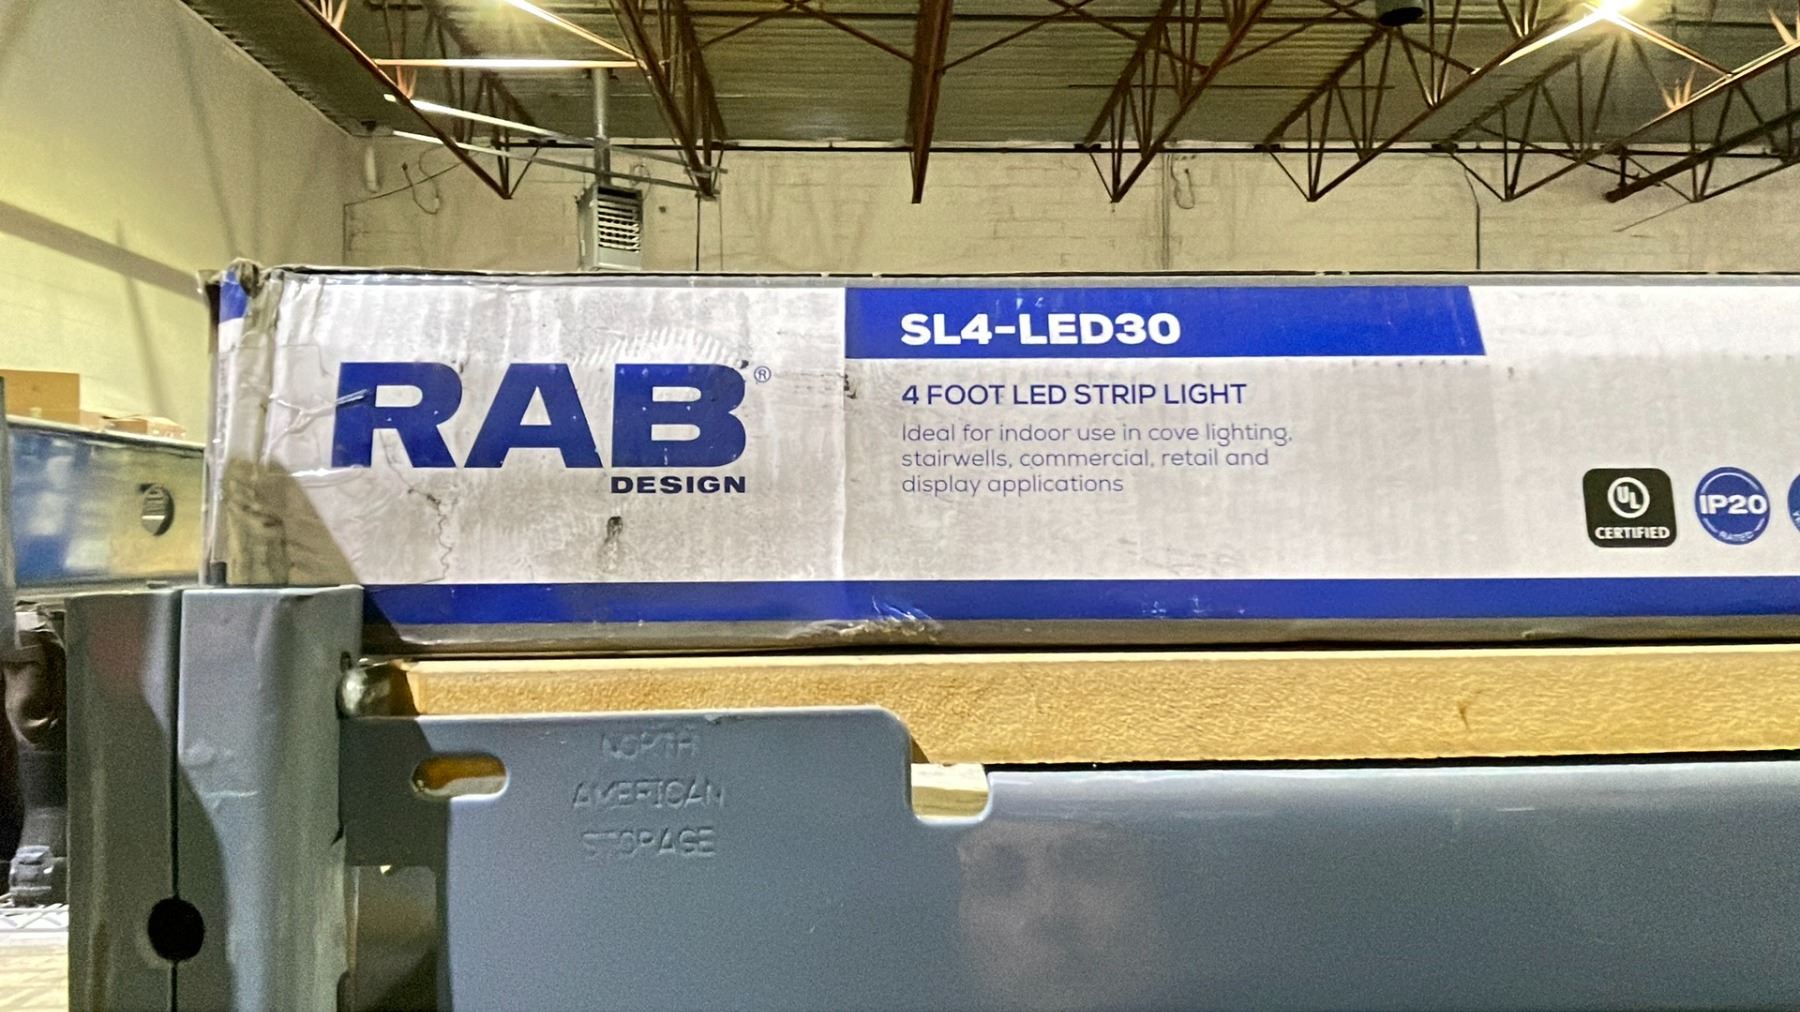 SL4-LED30
RAB®
DESIGN
4 FOOT LED STRIP LIGHT
Ideal for indoor use in cove lighting,
stairwells, commercial, retail and
display applications
UL
CERTIFIED
IP20
RATED
NORTH
AMERICAN
STORAGE